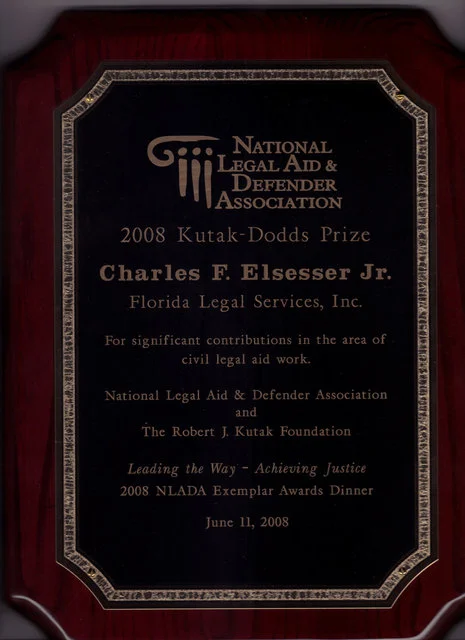 National
Legal Aid &
Defender
Association
2008 Kutak-Dodds Prize
Charles F. Elsesser Jr.
Florida Legal Services, Inc.
For significant contributions in the area of
civil legal aid work.
National Legal Aid & Defender Association
and
The Robert J. Kutak Foundation
Leading the Way – Achieving Justice
2008 NLADA Exemplar Awards Dinner
June 11, 2008